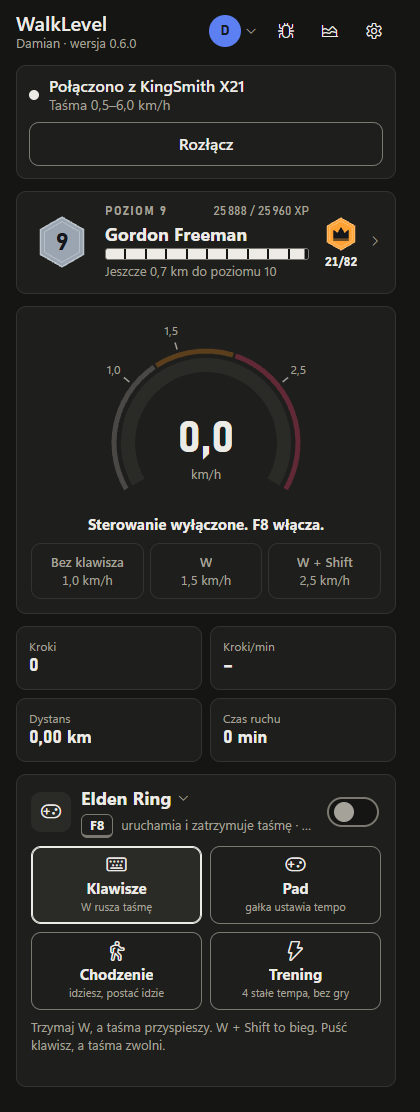 WalkLevel
Damian · wersja 0.6.0
D
Połączono z KingSmith X21
Taśma 0,5–6,0 km/h
Rozłącz
9
POZIOM 9
25 888 / 25 960 XP
Gordon Freeman
Jeszcze 0,7 km do poziomu 10
21/82
1,0
1,5
2,5
0,0
km/h
Sterowanie wyłączone. F8 włącza.
Bez klawisza
1,0 km/h
W
1,5 km/h
W + Shift
2,5 km/h
Kroki
0
Kroki/min
–
Dystans
0,00 km
Czas ruchu
0 min
Elden Ring
F8 uruchamia i zatrzymuje taśmę · ...
Klawisze
W rusza taśmę
Pad
gałka ustawia tempo
Chodzenie
idziesz, postać idzie
Trening
4 stałe tempa, bez gry
Trzymaj W, a taśma przyspieszy. W + Shift to bieg. Puść
klawisz, a taśma zwolni.